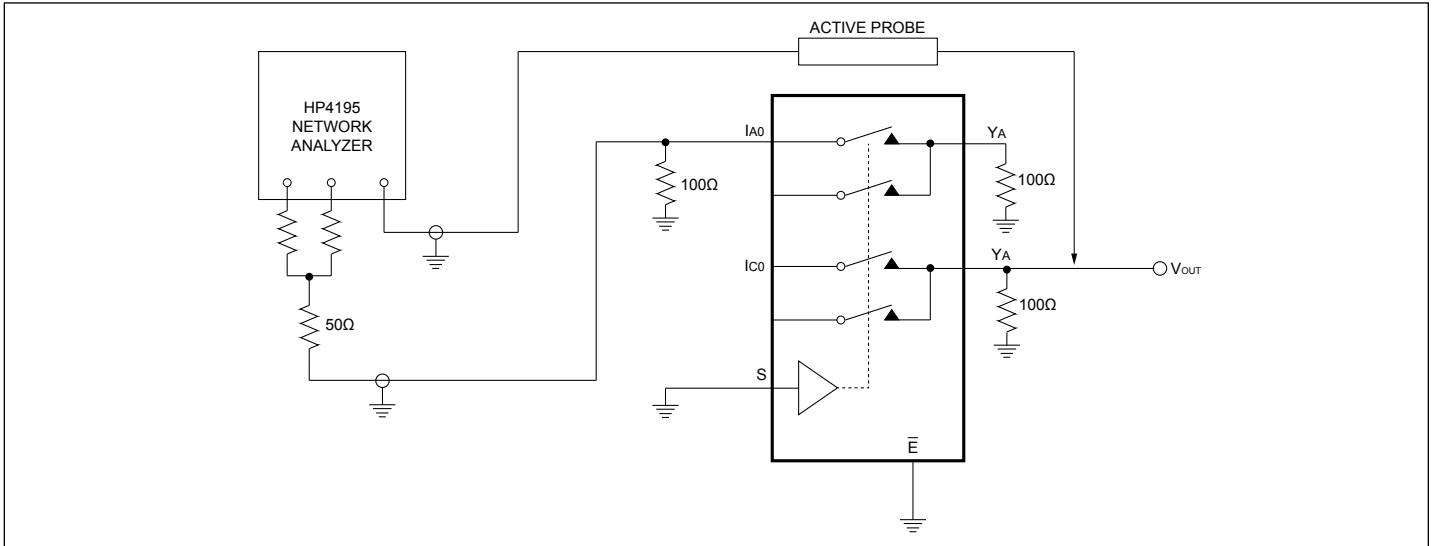 ACTIVE PROBE
HP4195
NETWORK
ANALYZER
IA0
YA
100Ω
100Ω
IC0
YA
VOUT
50Ω
100Ω
S
E̅